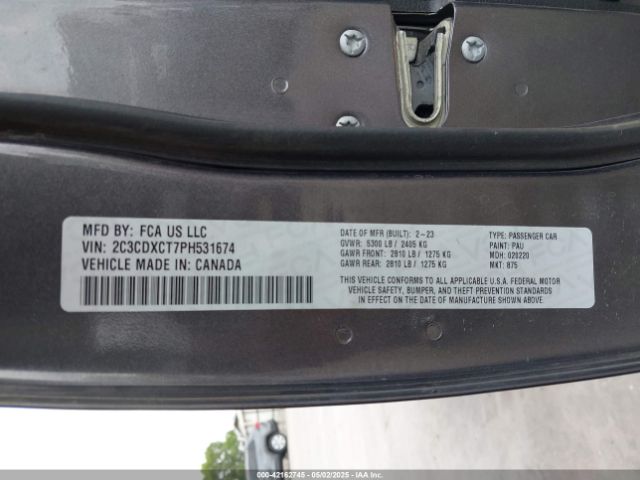 MFD BY: FCA US LLC
VIN: 2C3CDXCT7PH531674
VEHICLE MADE IN: CANADA
DATE OF MFR (BUILT): 2-23
GVWR: 5300 LB / 2405 KG
GAWR FRONT: 2810 LB / 1275 KG
GAWR REAR: 2810 LB / 1275 KG
TYPE: PASSENGER CAR
PAINT: PAU
MDH: 020220
MKT: 875
THIS VEHICLE CONFORMS TO ALL APPLICABLE U.S.A. FEDERAL MOTOR
VEHICLE SAFETY, BUMPER, AND THEFT PREVENTION STANDARDS
IN EFFECT ON THE DATE OF MANUFACTURE SHOWN ABOVE.
000-42162745 - 05/02/2025 - IAA Inc.